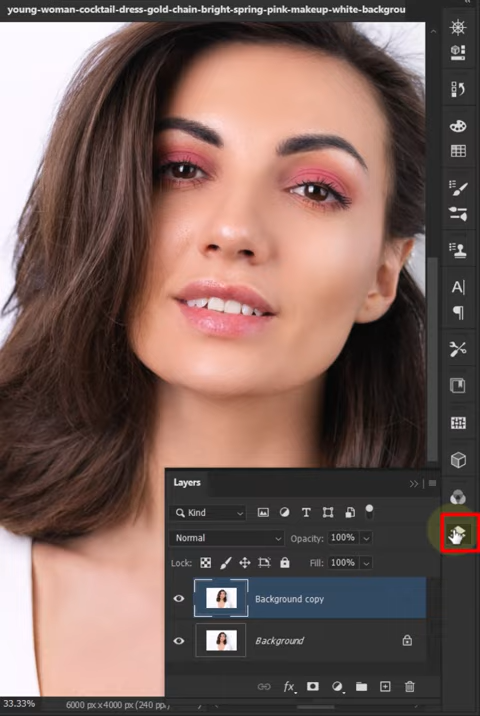 young-woman-cocktail-dress-gold-chain-bright-spring-pink-makeup-white-backgrou
A
Layers
Kind
T
Normal
Opacity: 100%
Lock:
Fill: 100%
Background copy
Background
fx
33.33%
6000 px x 4000 px (240 ppi)